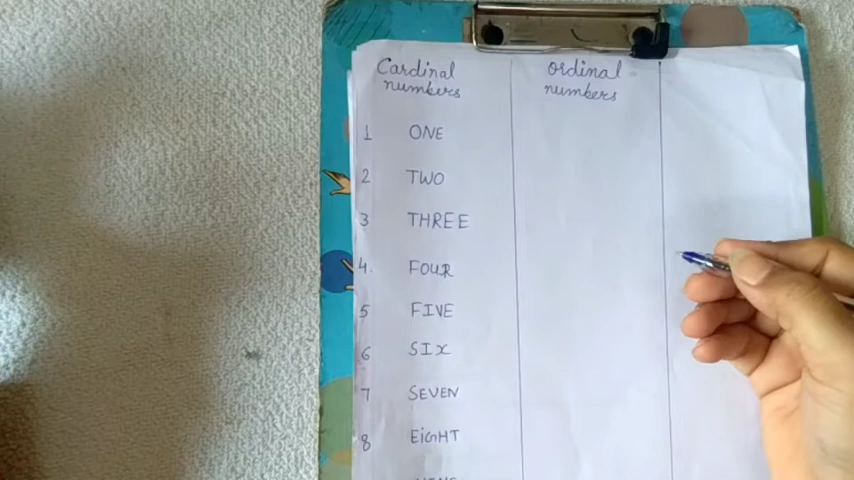 Cardinal numbers
ordinal numbers
1 ONE
2 TWO
3 THREE
4. FOUR
5 FIVE
6 SIX
7 SEVEN
8 EiGHT